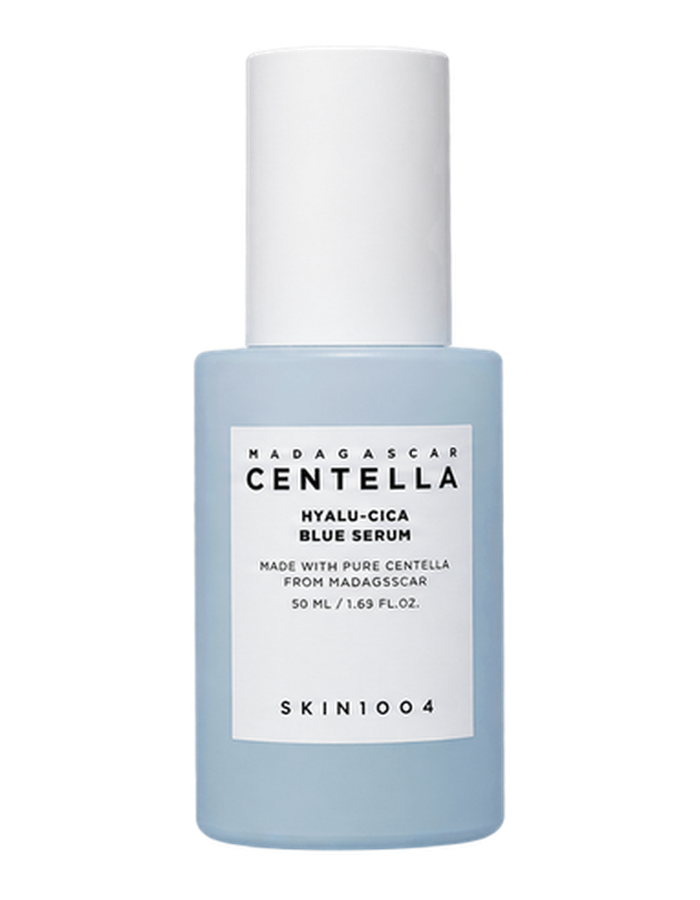 MADAGASCAR
CENTELLA
HYALU-CICA
BLUE SERUM
MADE WITH PURE CENTELLA
FROM MADAGSSCAR
50 ML / 1.69 FL.OZ.
SKIN1004